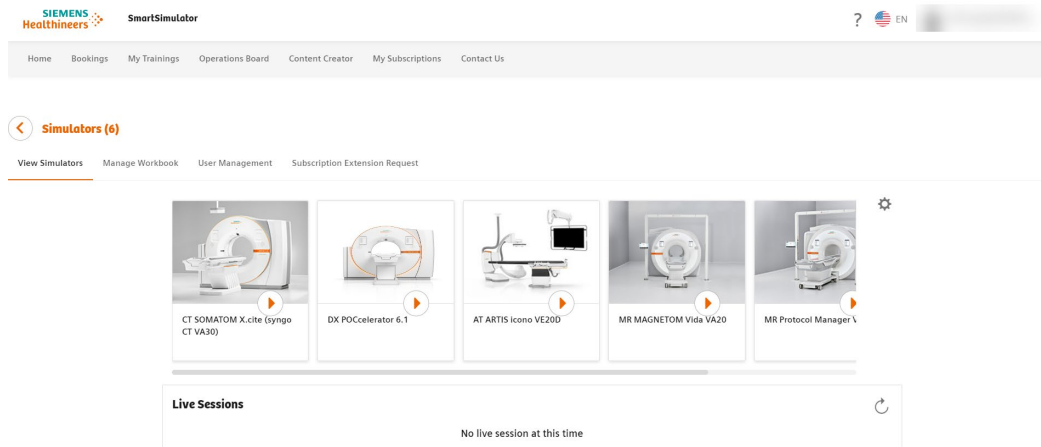 SIEMENS
Healthineers
SmartSimulator
? EN
Home Bookings My Trainings Operations Board Content Creator My Subscriptions Contact Us
Simulators (6)
View Simulators Manage Workbook User Management Subscription Extension Request
CT SOMATOM X.cite (syngo
CT VA30)
DX POCcelerator 6.1
AT ARTIS icono VE20D
MR MAGNETOM Vida VA20
MR Protocol Manager
Live Sessions
No live session at this time